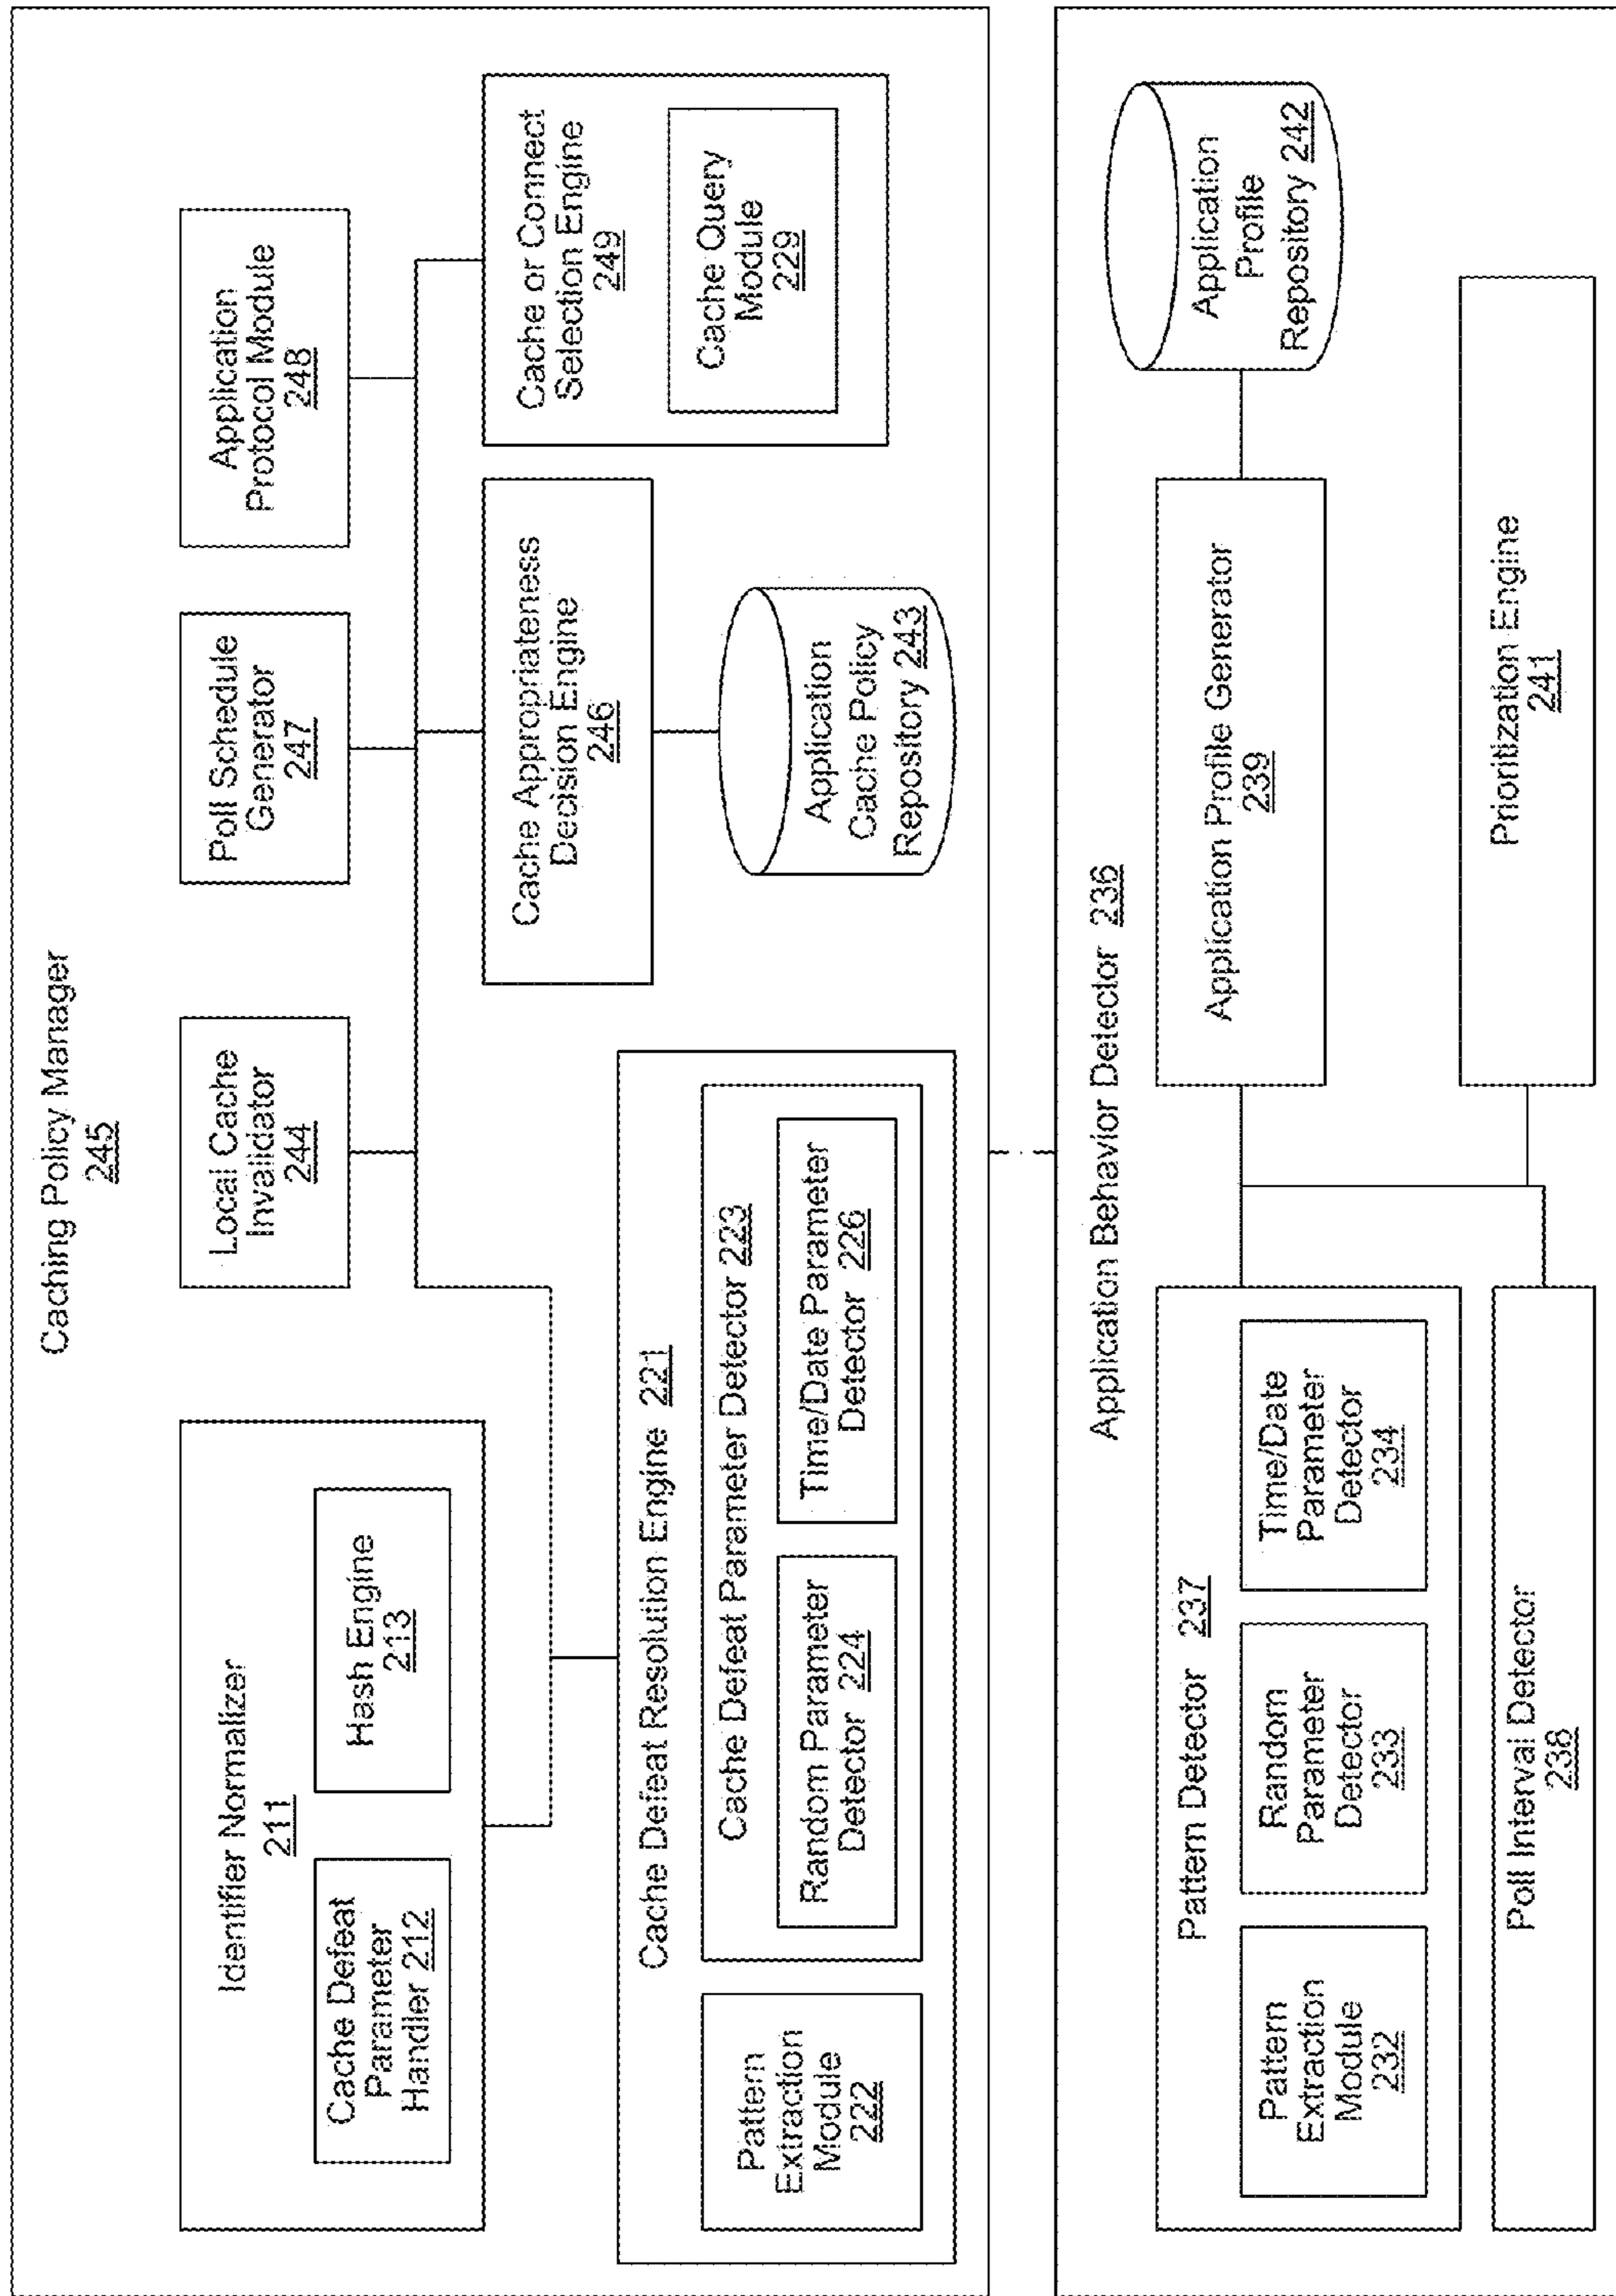 Caching Policy Manager
245
Identifier Normalizer
211
Cache Defeat
Parameter
Handler 212
Hash Engine
213
Local Cache
Invalidator
244
Poll Schedule
Generator
247
Application
Protocol Module
248
Cache Defeat Resolution Engine 221
Pattern
Extraction
Module
222
Cache Defeat Parameter Detector 223
Random Parameter
Detector 224
Time/Date Parameter
Detector 226
Cache Appropriateness
Decision Engine
246
Application
Cache Policy
Repository 243
Cache or Connect
Selection Engine
249
Cache Query
Module
229
Application Behavior Detector 236
Pattern Detector 237
Pattern
Extraction
Module
232
Random
Parameter
Detector
233
Time/Date
Parameter
Detector
234
Poll Interval Detector
238
Application Profile Generator
239
Application
Profile
Repository 242
Prioritization Engine
241